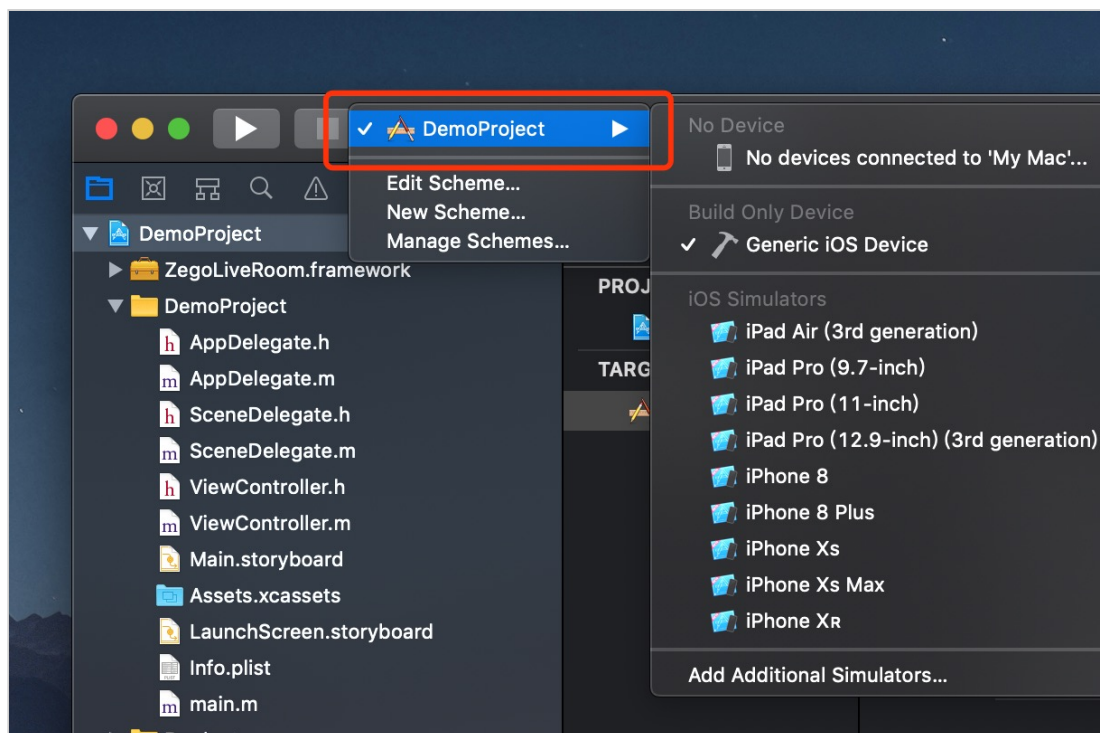 DemoProject
Edit Scheme...
New Scheme...
Manage Schemes...
No Device
No devices connected to 'My Mac'...
Build Only Device
Generic iOS Device
iOS Simulators
iPad Air (3rd generation)
iPad Pro (9.7-inch)
iPad Pro (11-inch)
iPad Pro (12.9-inch) (3rd generation)
iPhone 8
iPhone 8 Plus
iPhone Xs
iPhone Xs Max
iPhone XR
Add Additional Simulators...
DemoProject
ZegoLiveRoom.framework
DemoProject
h AppDelegate.h
m AppDelegate.m
h SceneDelegate.h
m SceneDelegate.m
h ViewController.h
m ViewController.m
Main.storyboard
Assets.xcassets
LaunchScreen.storyboard
Info.plist
m main.m
PROJ
TARG